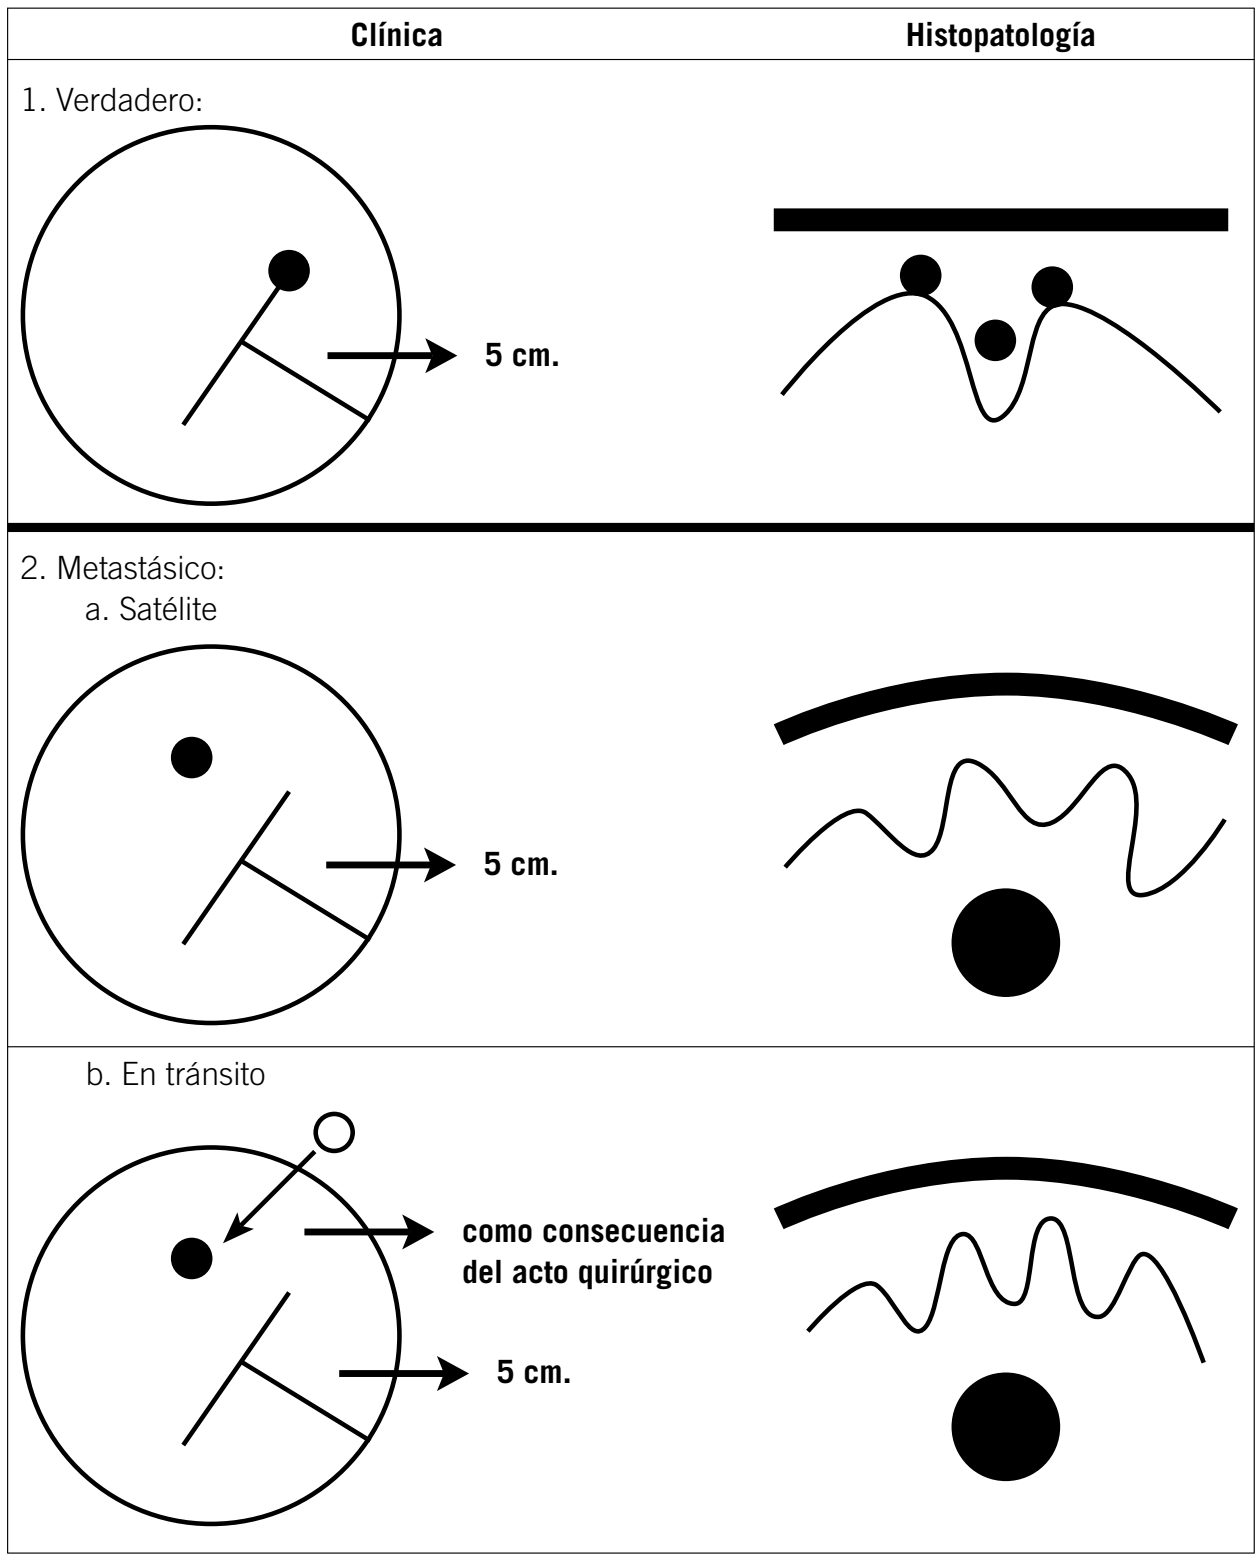 Clínica
Histopatología
1. Verdadero:
5 cm.
2. Metastásico:
a. Satélite
5 cm.
b. En tránsito
como consecuencia
del acto quirúrgico
5 cm.